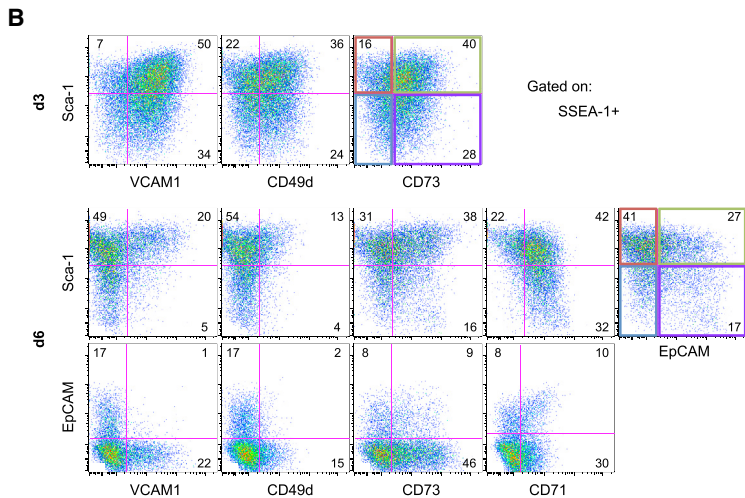 B
7 50 22 36 16 40
d3
Sca-1
Gated on:
SSEA-1+
34 24 28
VCAM1 CD49d CD73
49 20 54 13 31 38 22 42 41 27
d6
Sca-1
5 4 16 32 17
EpCAM
17 1 17 2 8 9 8 10
EpCAM
22 15 46 30
VCAM1 CD49d CD73 CD71